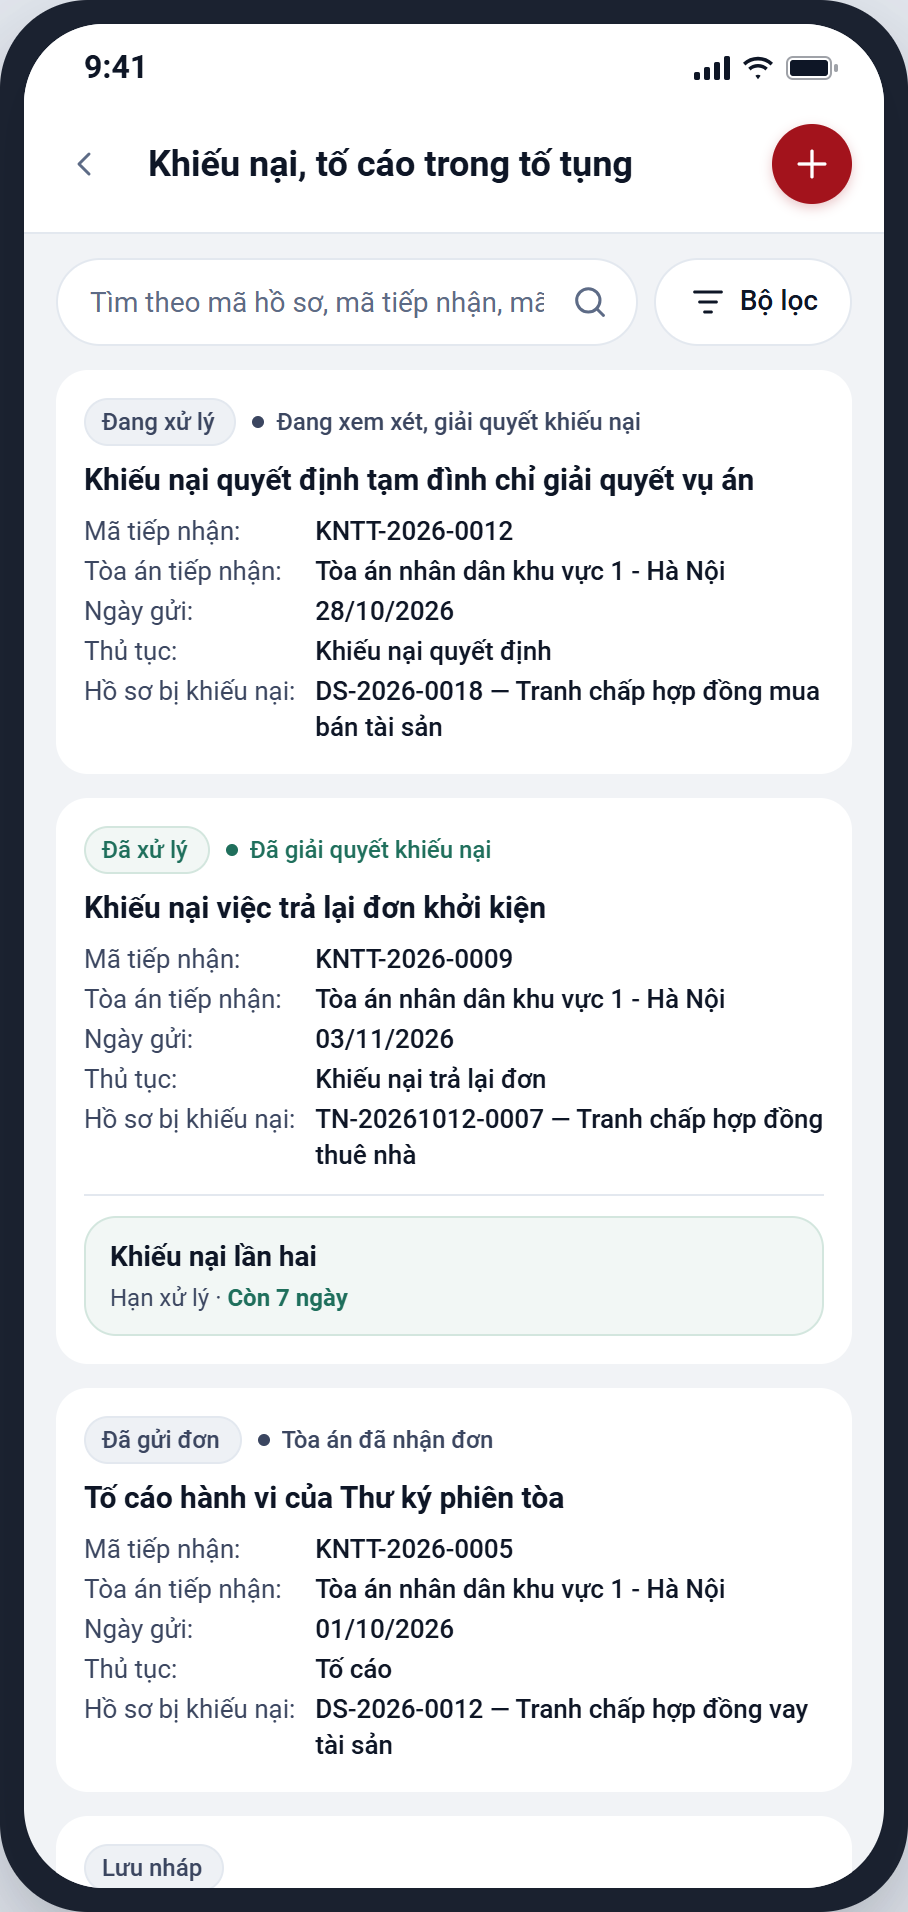 9:41
Khiếu nại, tố cáo trong tố tụng
Tìm theo mã hồ sơ, mã tiếp nhận, mã
Bộ lọc
Đang xử lý
Đang xem xét, giải quyết khiếu nại
Khiếu nại quyết định tạm đình chỉ giải quyết vụ án
Mã tiếp nhận: KNTT-2026-0012
Tòa án tiếp nhận: Tòa án nhân dân khu vực 1 - Hà Nội
Ngày gửi: 28/10/2026
Thủ tục: Khiếu nại quyết định
Hồ sơ bị khiếu nại: DS-2026-0018 — Tranh chấp hợp đồng mua
bán tài sản
Đã xử lý
Đã giải quyết khiếu nại
Khiếu nại việc trả lại đơn khởi kiện
Mã tiếp nhận: KNTT-2026-0009
Tòa án tiếp nhận: Tòa án nhân dân khu vực 1 - Hà Nội
Ngày gửi: 03/11/2026
Thủ tục: Khiếu nại trả lại đơn
Hồ sơ bị khiếu nại: TN-20261012-0007 — Tranh chấp hợp đồng
thuê nhà
Khiếu nại lần hai
Hạn xử lý · Còn 7 ngày
Đã gửi đơn
Tòa án đã nhận đơn
Tố cáo hành vi của Thư ký phiên tòa
Mã tiếp nhận: KNTT-2026-0005
Tòa án tiếp nhận: Tòa án nhân dân khu vực 1 - Hà Nội
Ngày gửi: 01/10/2026
Thủ tục: Tố cáo
Hồ sơ bị khiếu nại: DS-2026-0012 — Tranh chấp hợp đồng vay
tài sản
Lưu nháp